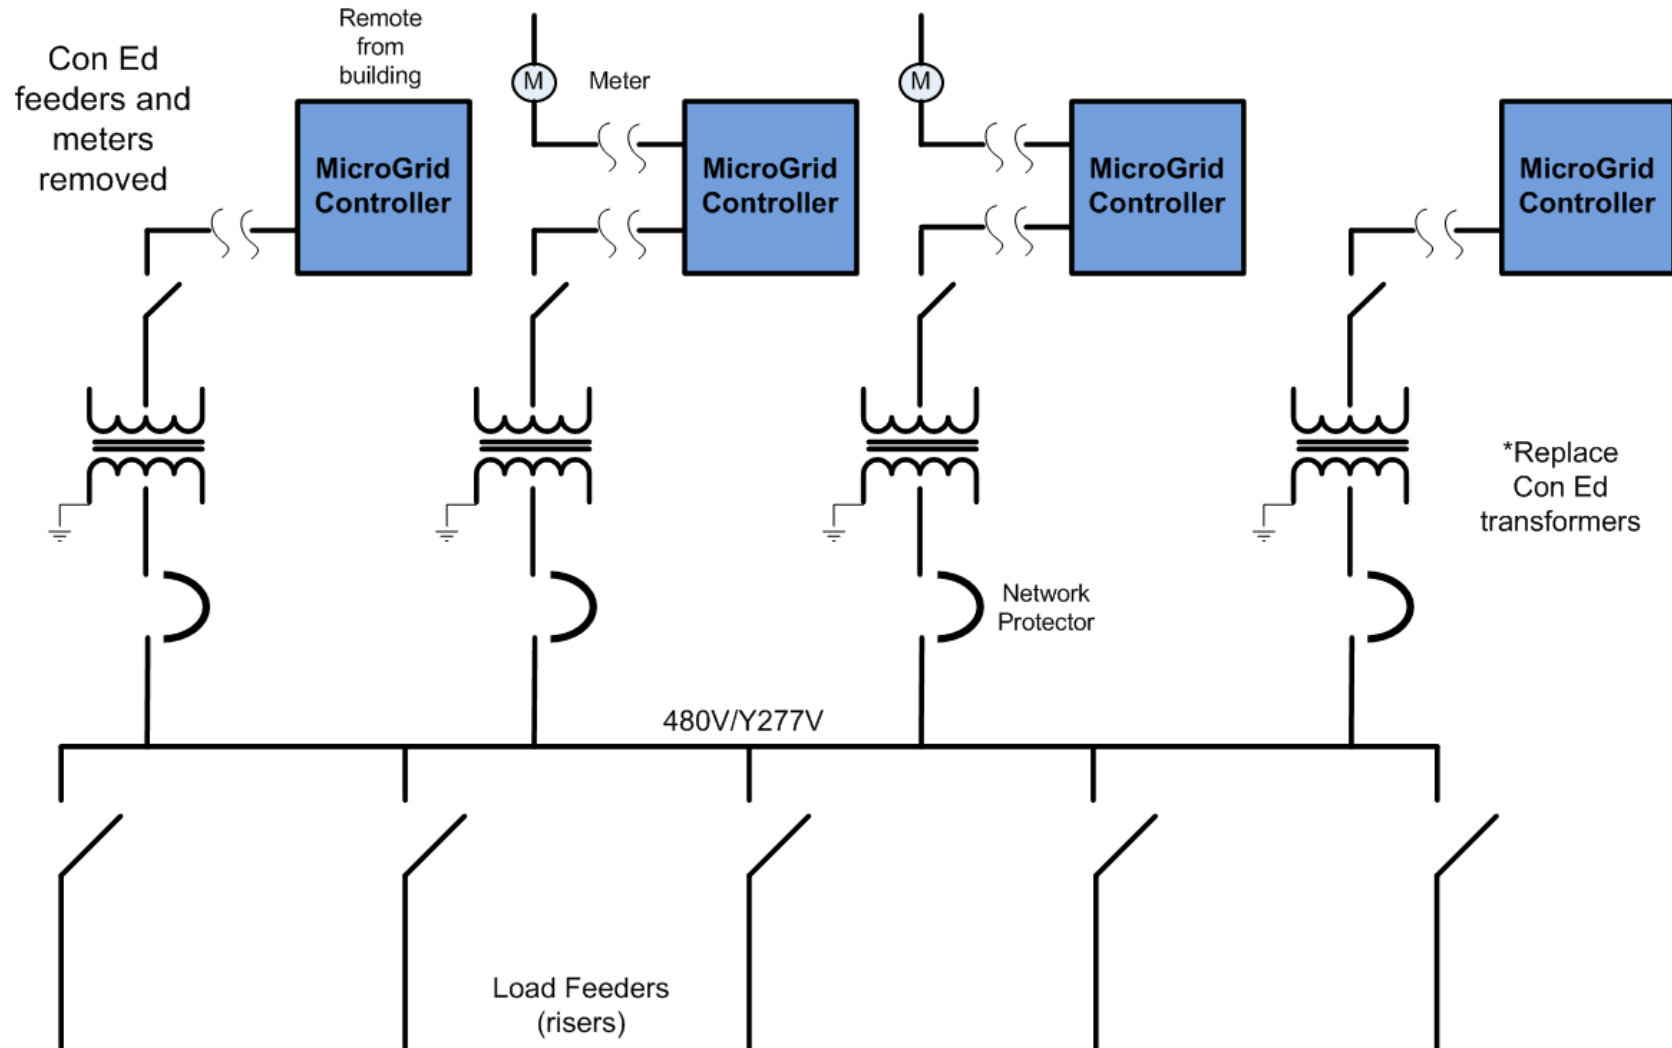 Con Ed
feeders and
meters
removed
Remote
from
building
M
Meter
M
MicroGrid
Controller
MicroGrid
Controller
MicroGrid
Controller
MicroGrid
Controller
*Replace
Con Ed
transformers
Network
Protector
480V/Y277V
Load Feeders
(risers)